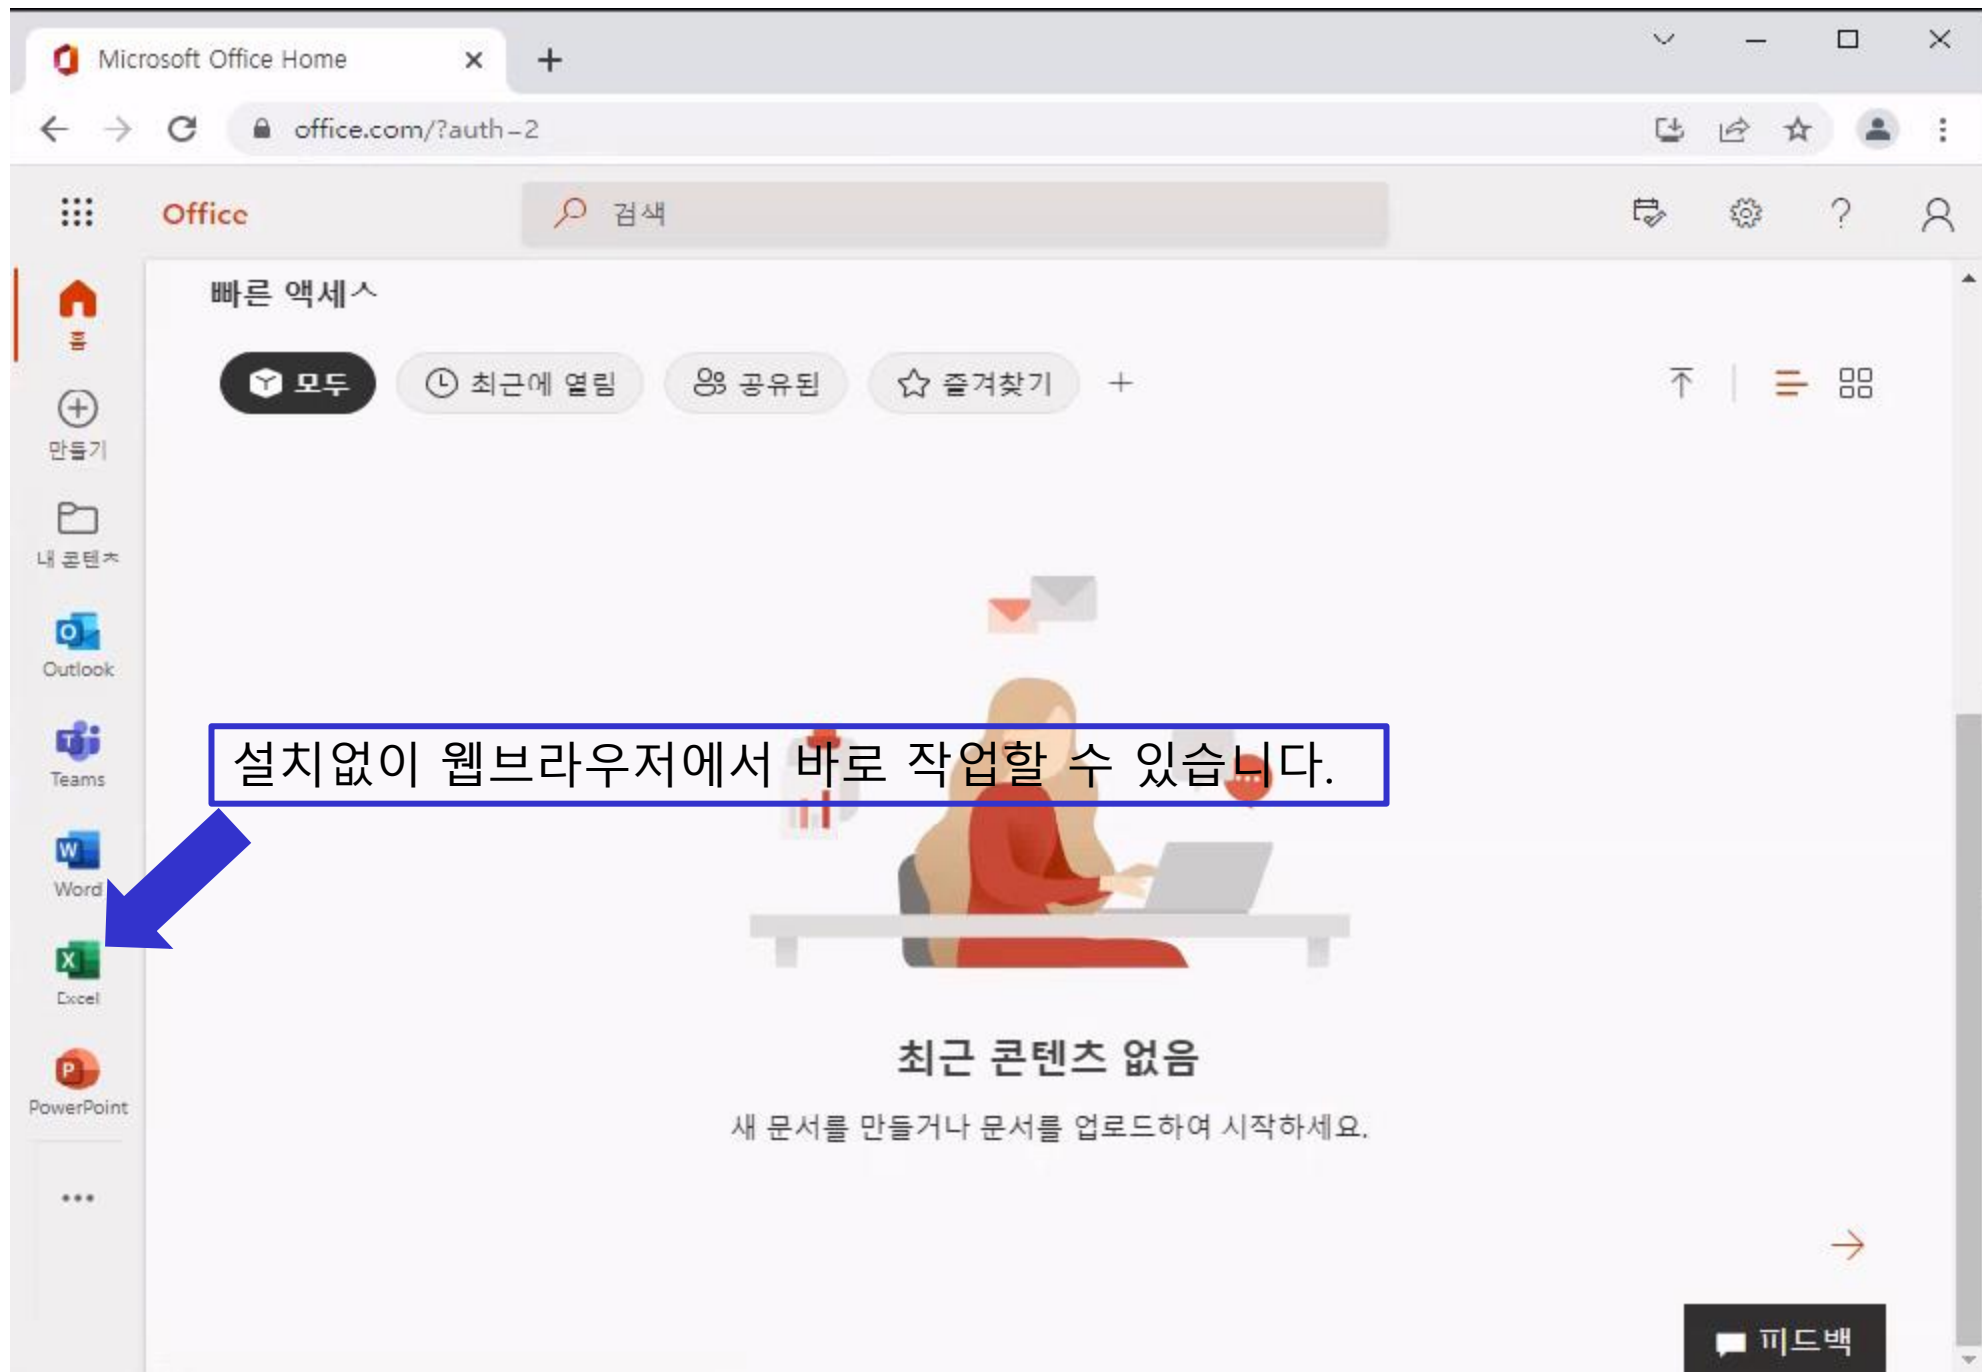 Microsoft Office Home
office.com/?auth=2
Office
검색
빠른 액세스
홈
모두
최근에 열림
공유된
즐겨찾기
만들기
내 콘텐츠
Outlook
Teams
설치없이 웹브라우저에서 바로 작업할 수 있습니다.
Word
Excel
PowerPoint
최근 콘텐츠 없음
새 문서를 만들거나 문서를 업로드하여 시작하세요.
피드백